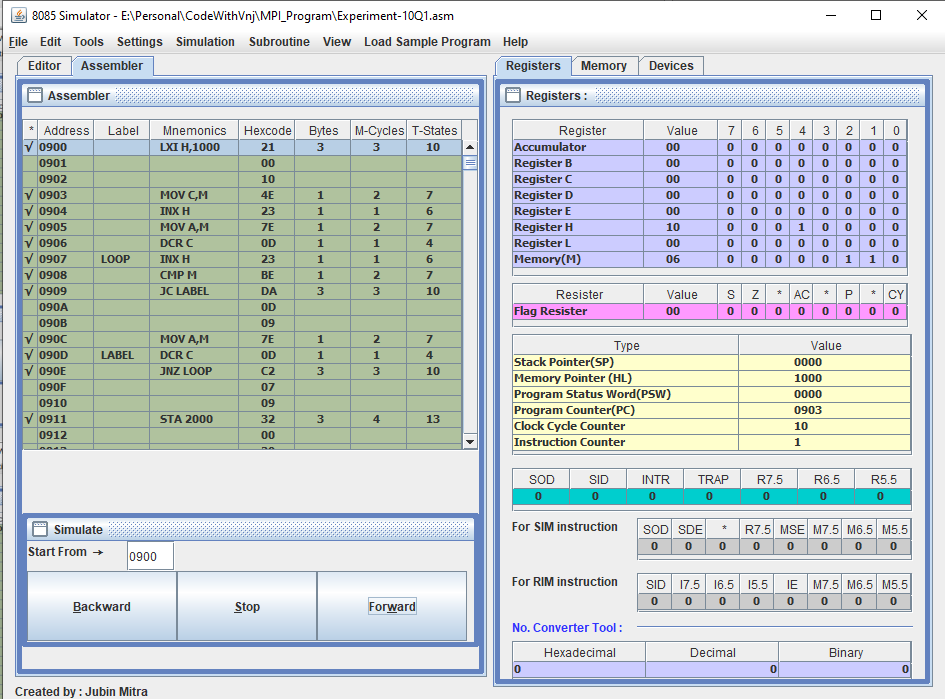 8085 Simulator - E:\Personal\CodeWithVnj\MPI_Program\Experiment-10Q1.asm
File Edit Tools Settings Simulation Subroutine View Load Sample Program Help
Editor Assembler
Assembler
* Address Label Mnemonics Hexcode Bytes M-Cycles T-States
√ 0900 LXI H,1000 21 3 3 10
0901 00
0902 10
√ 0903 MOV C,M 4E 1 2 7
√ 0904 INX H 23 1 1 6
√ 0905 MOV A,M 7E 1 2 7
√ 0906 DCR C 0D 1 1 4
√ 0907 LOOP INX H 23 1 1 6
√ 0908 CMP M BE 1 2 7
√ 0909 JC LABEL DA 3 3 10
090A 0D
090B 09
√ 090C MOV A,M 7E 1 2 7
√ 090D LABEL DCR C 0D 1 1 4
√ 090E JNZ LOOP C2 3 3 10
090F 07
0910 09
√ 0911 STA 2000 32 3 4 13
0912 00
Simulate
Start From → 0900
Backward Stop Forward
Created by : Jubin Mitra
Registers Memory Devices
Registers :
Register Value 7 6 5 4 3 2 1 0
Accumulator 00 0 0 0 0 0 0 0 0
Register B 00 0 0 0 0 0 0 0 0
Register C 00 0 0 0 0 0 0 0 0
Register D 00 0 0 0 0 0 0 0 0
Register E 00 0 0 0 0 0 0 0 0
Register H 10 0 0 0 1 0 0 0 0
Register L 00 0 0 0 0 0 0 0 0
Memory(M) 06 0 0 0 0 0 1 1 0
Resister Value S Z * AC * P * CY
Flag Resister 00 0 0 0 0 0 0 0 0
Type Value
Stack Pointer(SP) 0000
Memory Pointer (HL) 1000
Program Status Word(PSW) 0000
Program Counter(PC) 0903
Clock Cycle Counter 10
Instruction Counter 1
SOD SID INTR TRAP R7.5 R6.5 R5.5
0 0 0 0 0 0 0
For SIM instruction SOD SDE * R7.5 MSE M7.5 M6.5 M5.5
0 0 0 0 0 0 0 0
For RIM instruction SID I7.5 I6.5 I5.5 IE M7.5 M6.5 M5.5
0 0 0 0 0 0 0 0
No. Converter Tool :
Hexadecimal Decimal Binary
0 0 0